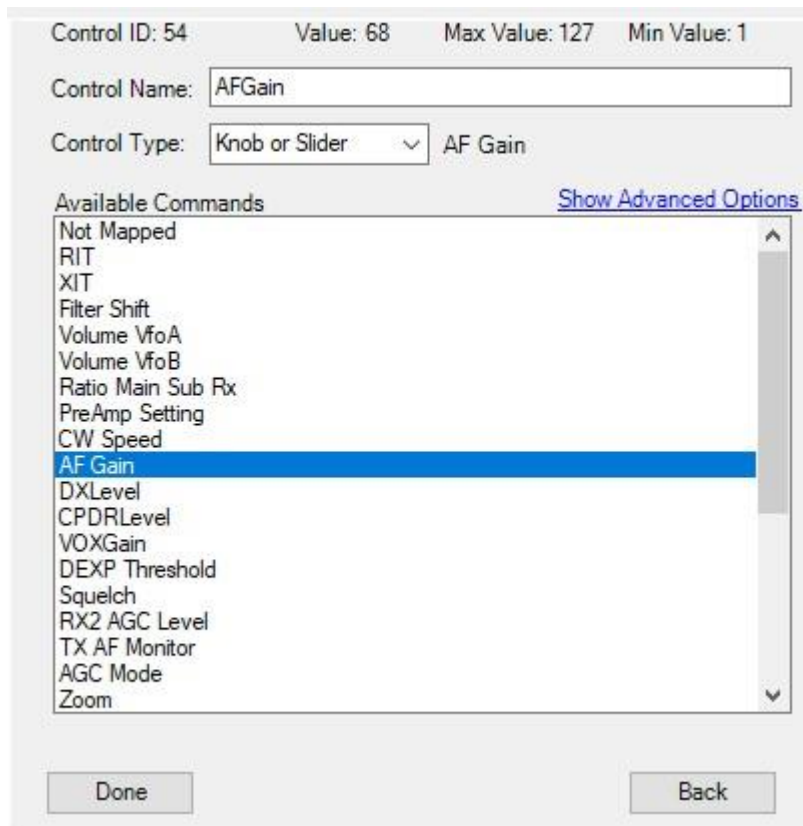 Control ID: 54 Value: 68 Max Value: 127 Min Value: 1
Control Name: AFGain
Control Type: Knob or Slider AF Gain
Available Commands Show Advanced Options
Not Mapped
RIT
XIT
Filter Shift
Volume VfoA
Volume VfoB
Ratio Main Sub Rx
PreAmp Setting
CW Speed
AF Gain
DXLevel
CPDRLevel
VOXGain
DEXP Threshold
Squelch
RX2 AGC Level
TX AF Monitor
AGC Mode
Zoom
Done Back